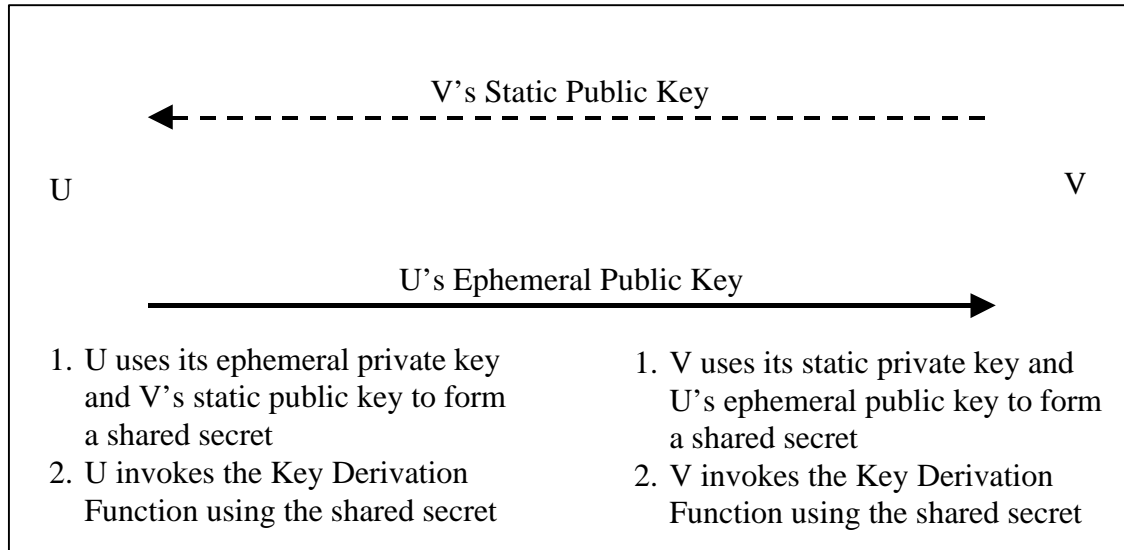 V’s Static Public Key
U
V
U’s Ephemeral Public Key
1. U uses its ephemeral private key
and V’s static public key to form
a shared secret
2. U invokes the Key Derivation
Function using the shared secret
1. V uses its static private key and
U’s ephemeral public key to form
a shared secret
2. V invokes the Key Derivation
Function using the shared secret